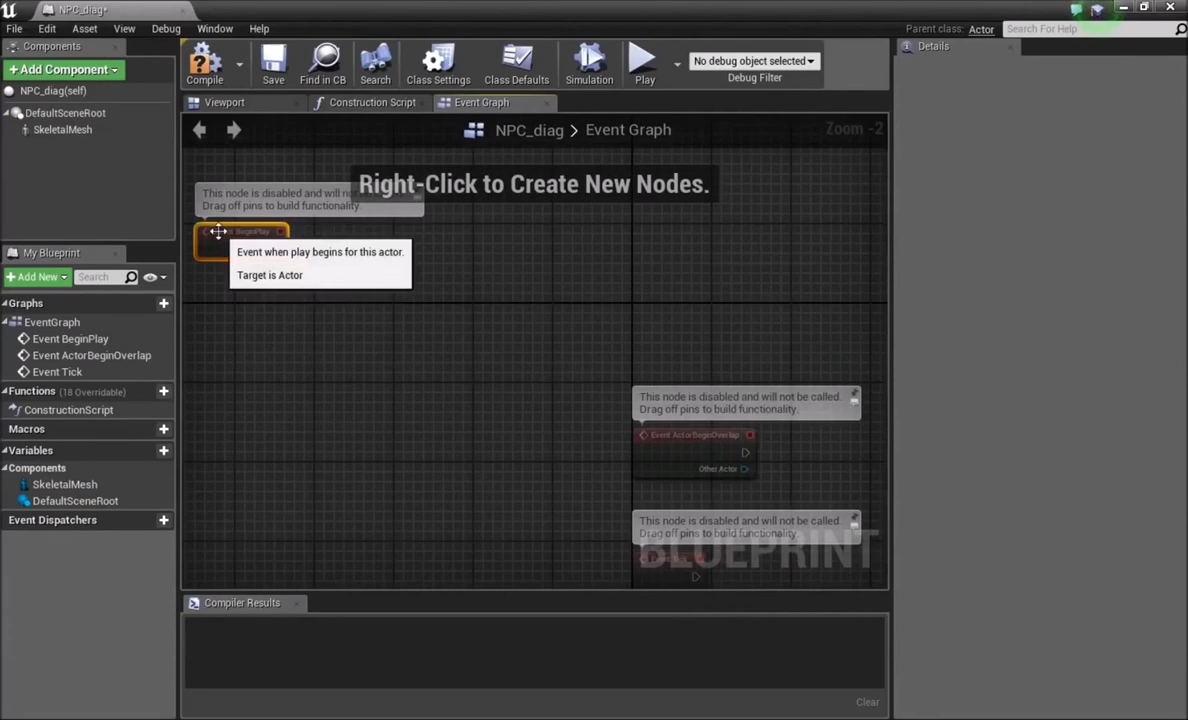 NPC_diag*
File Edit Asset View Debug Window Help
Parent class: Actor Search For Help
Components
+Add Component
NPC_diag(self)
DefaultSceneRoot
SkeletalMesh
Compile Save Find in CB Search Class Settings Class Defaults Simulation Play
No debug object selected
Debug Filter
Details
Viewport Construction Script Event Graph
NPC_diag > Event Graph
Zoom -2
Right-Click to Create New Nodes.
This node is disabled and will no
Drag off pins to build functionality.
BeginPlay
Event when play begins for this actor.
Target is Actor
My Blueprint
+Add New Search
Graphs
EventGraph
Event BeginPlay
Event ActorBeginOverlap
Event Tick
Functions (18 Overridable)
ConstructionScript
Macros
Variables
Components
SkeletalMesh
DefaultSceneRoot
Event Dispatchers
This node is disabled and will not be called.
Drag off pins to build functionality.
Event ActorBeginOverlap
Other Actor
This node is disabled and will not be called.
Drag off pins to build functionality.
BLUEPRINT
Compiler Results
Clear